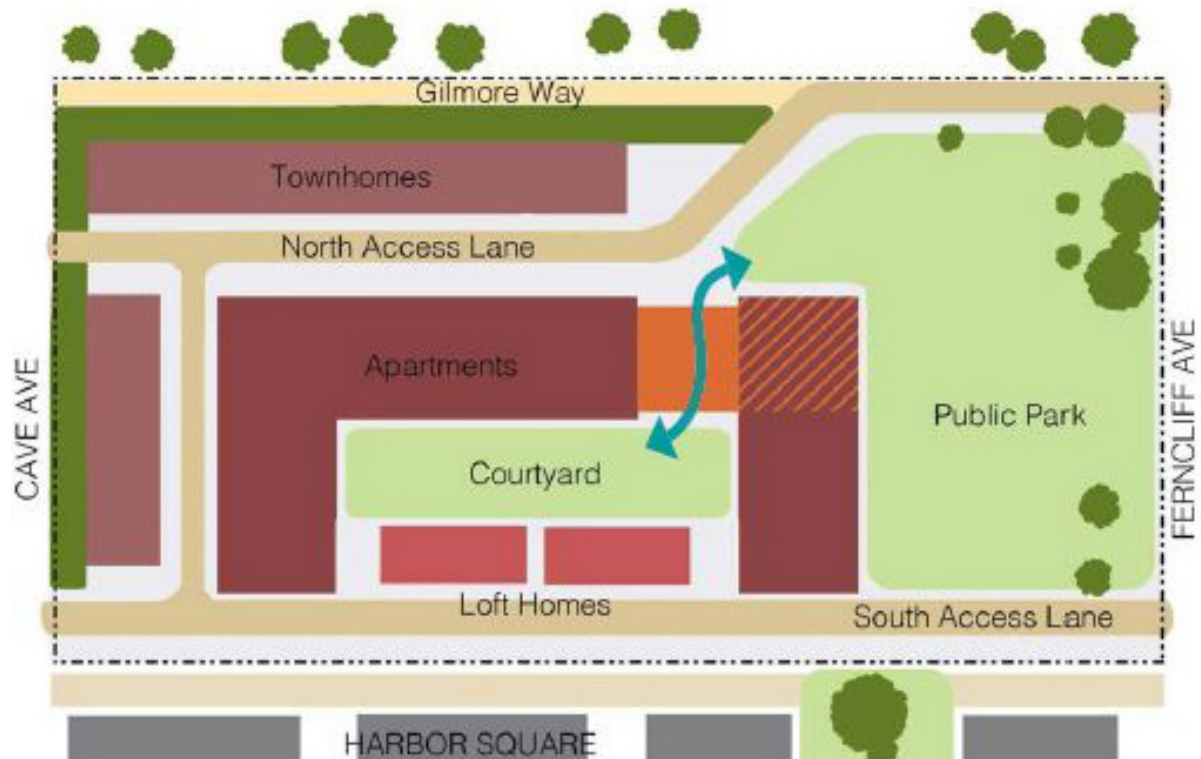 Gilmore Way
Townhomes
North Access Lane
Apartments
CAVE AVE
FERNCLIFF AVE
Public Park
Courtyard
Loft Homes
South Access Lane
HARBOR SQUARE